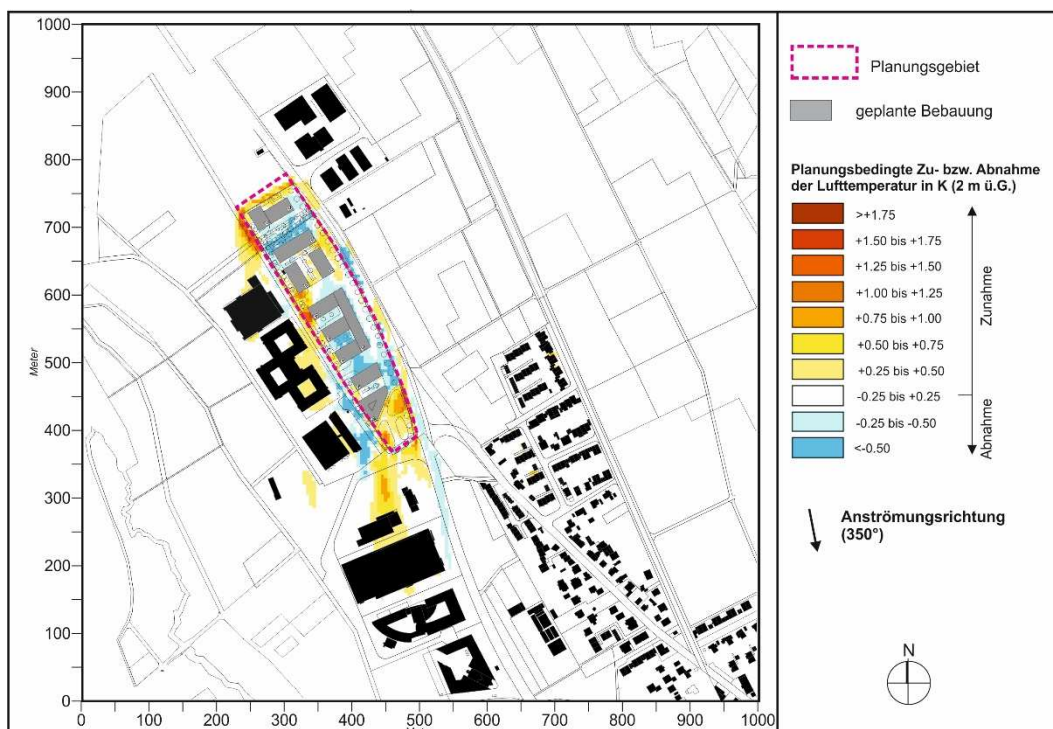 1000
900
800
700
600
500
400
300
200
100
0
Meter
0
100
200
300
400
500
600
700
800
900
1000
Planungsgebiet
geplante Bebauung
Planungsbedingte Zu- bzw. Abnahme
der Lufttemperatur in K (2 m ü.G.)
>+1.75
+1.50 bis +1.75
+1.25 bis +1.50
+1.00 bis +1.25
+0.75 bis +1.00
+0.50 bis +0.75
+0.25 bis +0.50
-0.25 bis +0.25
-0.25 bis -0.50
<-0.50
Zunahme
Abnahme
Anströmungsrichtung
(350°)
N